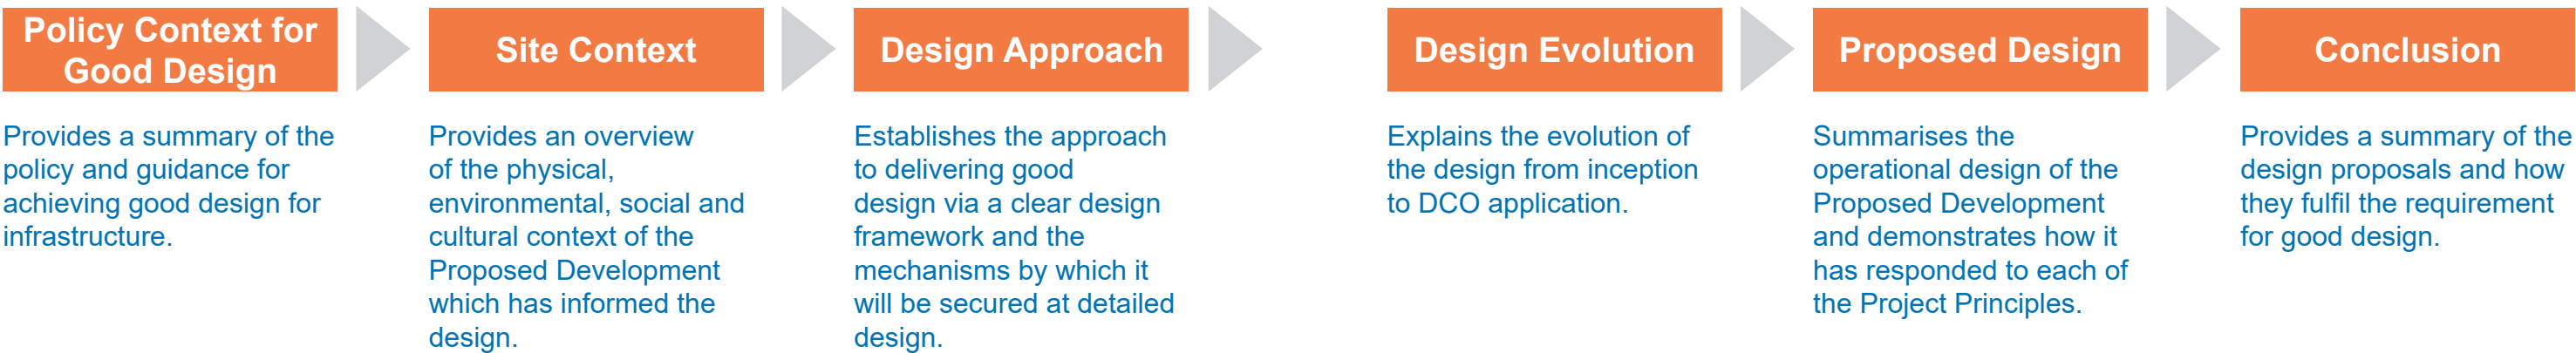 Policy Context for
Good Design
Provides a summary of the
policy and guidance for
achieving good design for
infrastructure.
Site Context
Provides an overview
of the physical,
environmental, social and
cultural context of the
Proposed Development
which has informed the
design.
Design Approach
Establishes the approach
to delivering good
design via a clear design
framework and the
mechanisms by which it
will be secured at detailed
design.
Design Evolution
Explains the evolution of
the design from inception
to DCO application.
Proposed Design
Summarises the
operational design of the
Proposed Development
and demonstrates how it
has responded to each of
the Project Principles.
Conclusion
Provides a summary of the
design proposals and how
they fulfil the requirement
for good design.